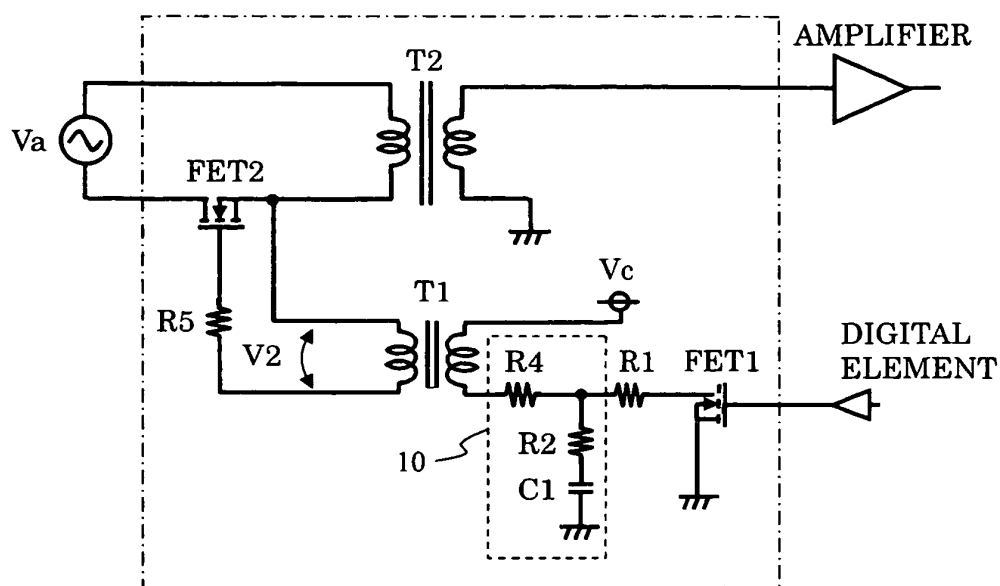 AMPLIFIER
T2
Va
FET2
Vc
T1
R5
V2
R4
R1
FET1
DIGITAL
ELEMENT
R2
10
C1